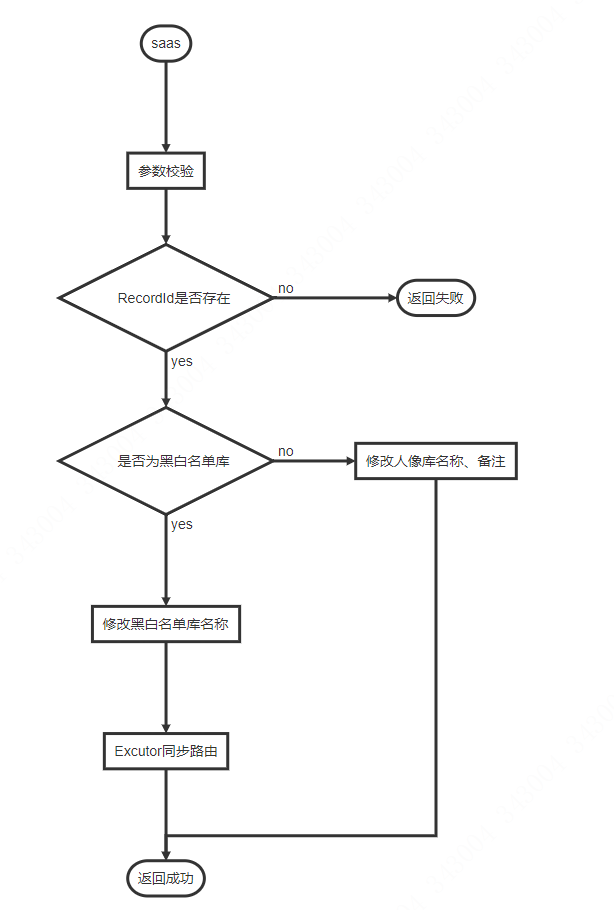 saas
参数校验
RecordId是否存在
no
返回失败
yes
是否为黑白名单库
no
修改人像库名称、备注
yes
修改黑白名单库名称
Excutor同步路由
返回成功